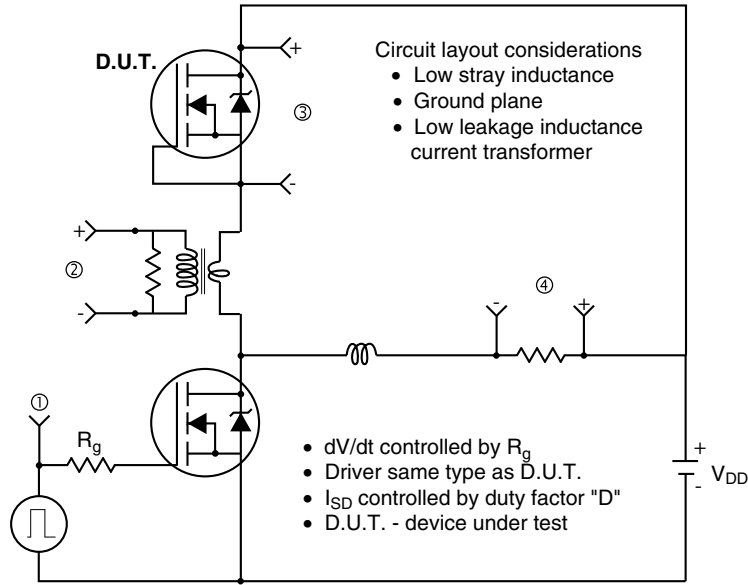 D.U.T.
+
③
-
Circuit layout considerations
• Low stray inductance
• Ground plane
• Low leakage inductance
current transformer
+
②
-
④
-
+
①
Rg
• dV/dt controlled by Rg
• Driver same type as D.U.T.
• ISD controlled by duty factor "D"
• D.U.T. - device under test
+
VDD
-